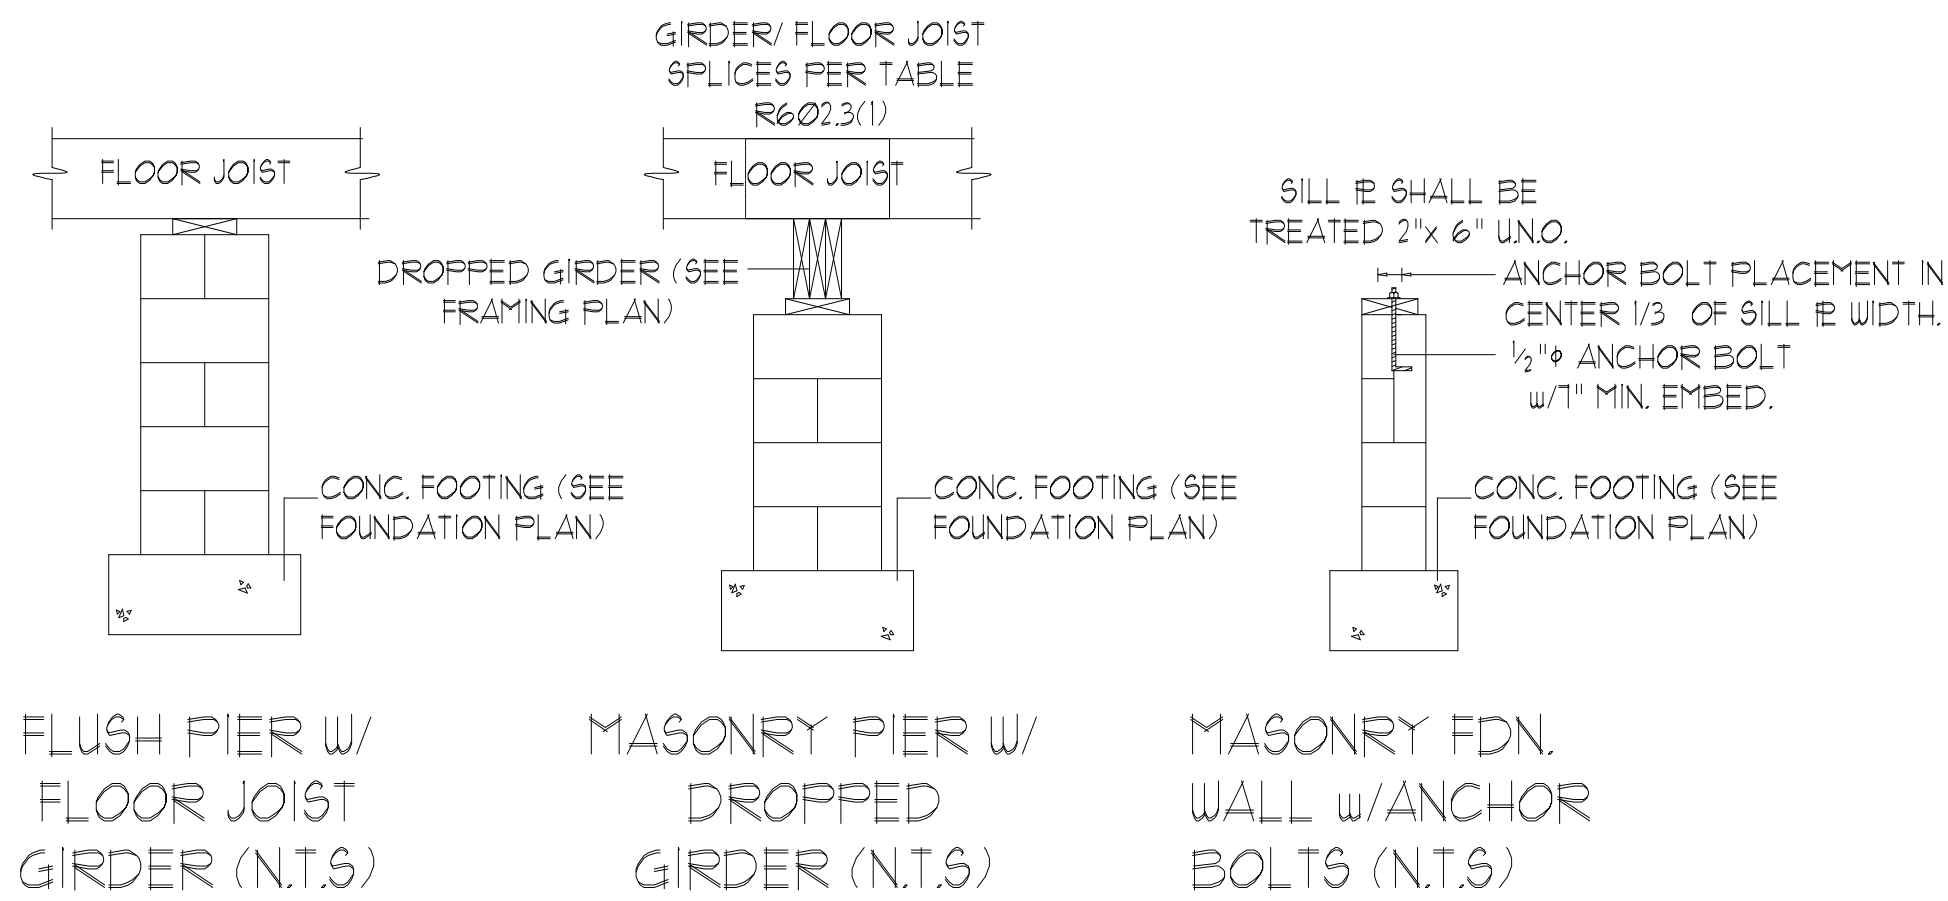 FLOOR JOIST
CONC. FOOTING (SEE
FOUNDATION PLAN)
FLUSH PIER W/
FLOOR JOIST
GIRDER (N.T.S)
GIRDER/ FLOOR JOIST
SPLICES PER TABLE
R602.3(1)
FLOOR JOIST
DROPPED GIRDER (SEE
FRAMING PLAN)
CONC. FOOTING (SEE
FOUNDATION PLAN)
MASONRY PIER W/
DROPPED
GIRDER (N.T.S)
SILL PL SHALL BE
TREATED 2"x 6" U.N.O.
ANCHOR BOLT PLACEMENT IN
CENTER 1/3 OF SILL PL WIDTH.
½"ϕ ANCHOR BOLT
w/7" MIN. EMBED.
CONC. FOOTING (SEE
FOUNDATION PLAN)
MASONRY FDN.
WALL w/ANCHOR
BOLTS (N.T.S)